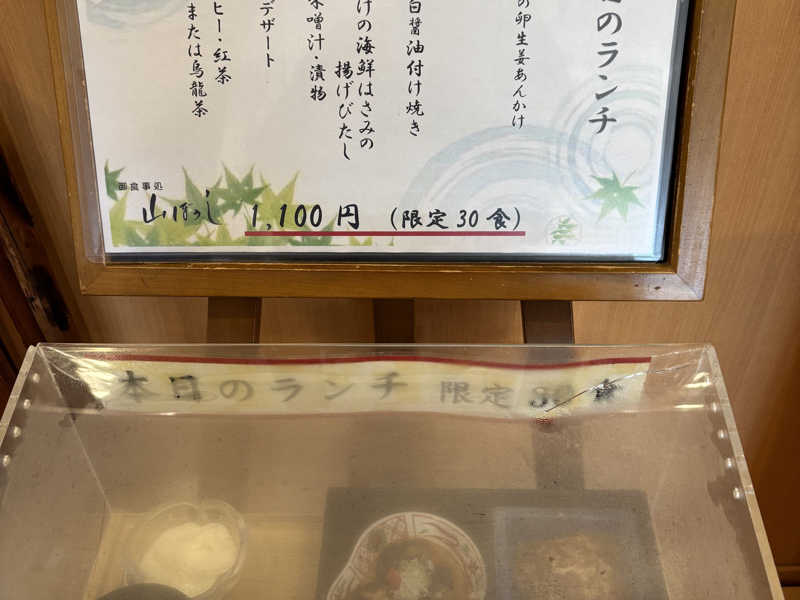 のランチ
の卵生姜あんかけ
白醤油付け焼き
けの海鮮はさみの
揚げびたし
味噌汁・漬物
デザート
ヒー・紅茶
または烏龍茶
御食事処
山ぼうし
1,100円 (限定30食)
本日のランチ 限定30食